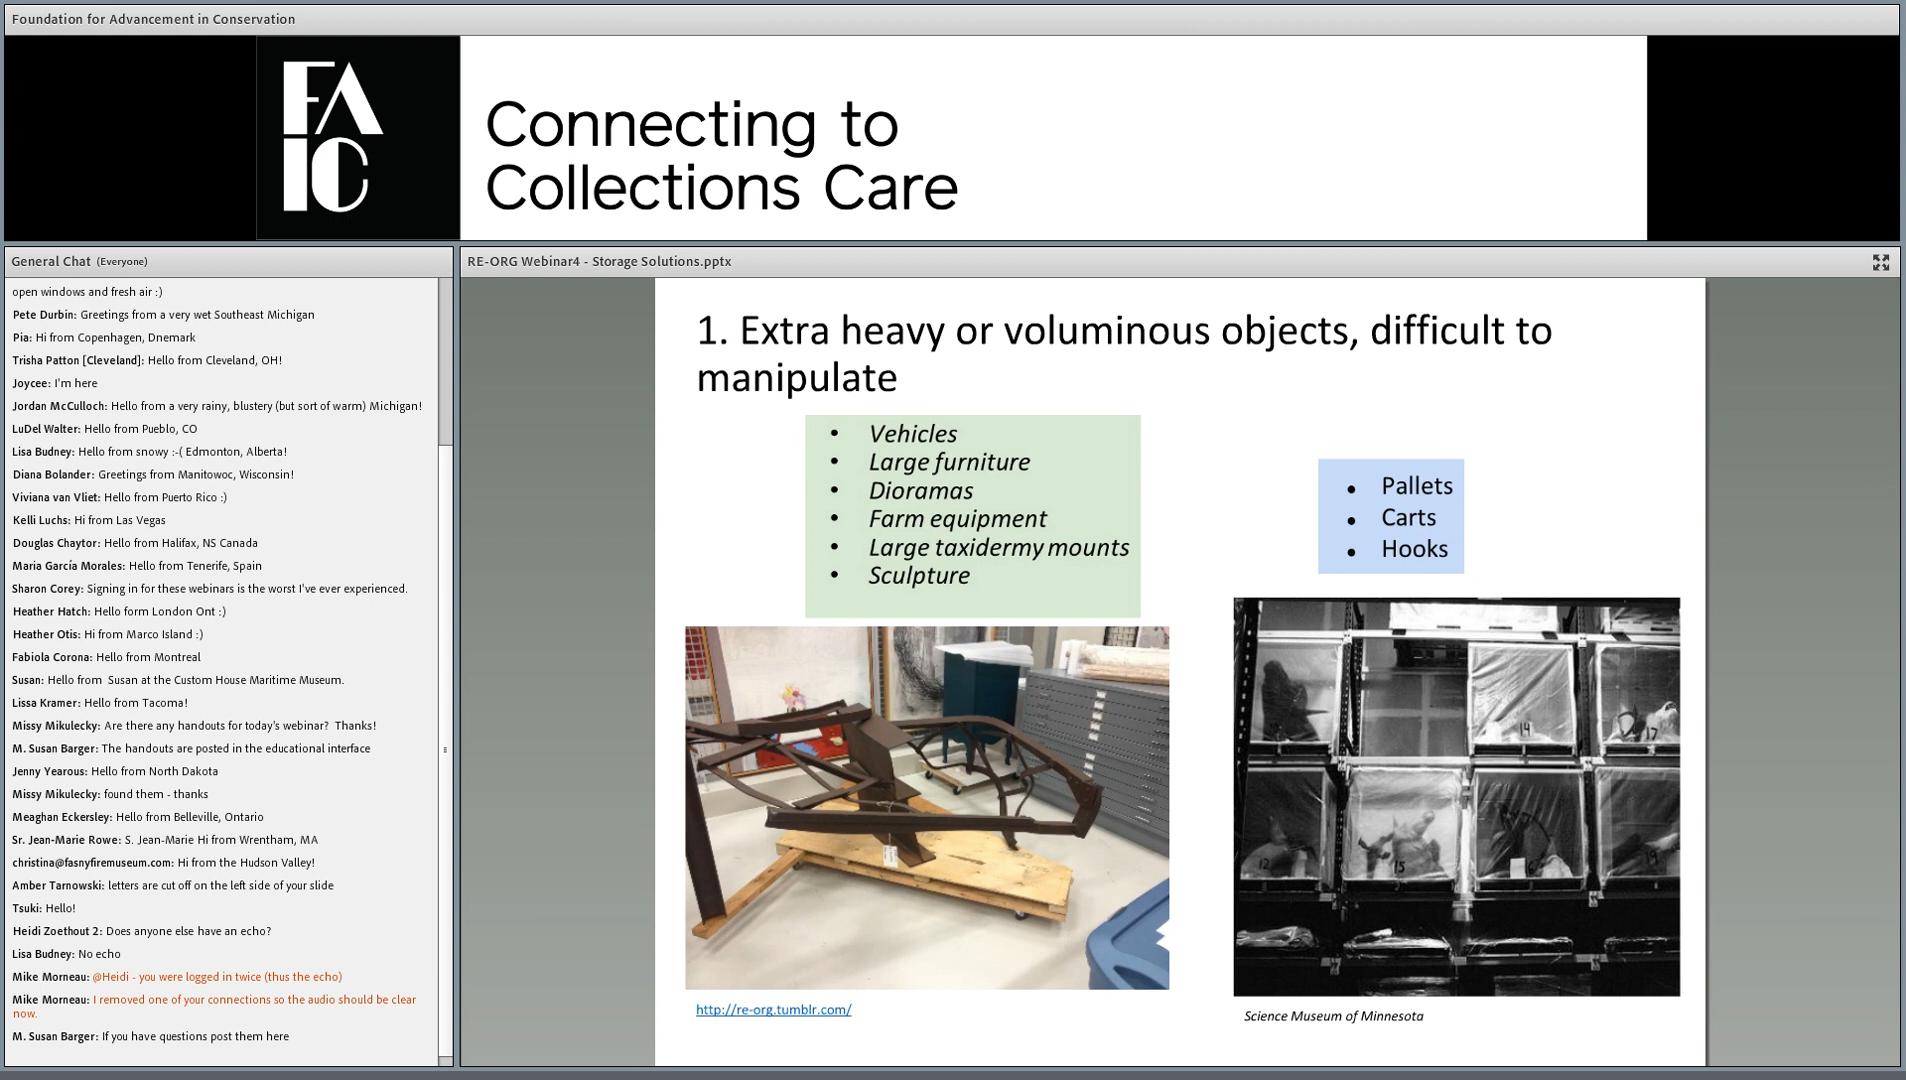 Foundation for Advancement in Conservation
FA
IC
Connecting to
Collections Care
General Chat (Everyone)
open windows and fresh air :)
Pete Durbin: Greetings from a very wet Southeast Michigan
Pia: Hi from Copenhagen, Dnemark
Trisha Patton [Cleveland]: Hello from Cleveland, OH!
Joycee: I'm here
Jordan McCulloch: Hello from a very rainy, blustery (but sort of warm) Michigan!
LuDel Walter: Hello from Pueblo, CO
Lisa Budney: Hello from snowy :-( Edmonton, Alberta!
Diana Bolander: Greetings from Manitowoc, Wisconsin!
Viviana van Vliet: Hello from Puerto Rico :)
Kelli Luchs: Hi from Las Vegas
Douglas Chaytor: Hello from Halifax, NS Canada
Maria García Morales: Hello from Tenerife, Spain
Sharon Corey: Signing in for these webinars is the worst I've ever experienced.
Heather Hatch: Hello form London Ont :)
Heather Otis: Hi from Marco Island :)
Fabiola Corona: Hello from Montreal
Susan: Hello from  Susan at the Custom House Maritime Museum.
Lissa Kramer: Hello from Tacoma!
Missy Mikulecky: Are there any handouts for today's webinar?  Thanks!
M. Susan Barger: The handouts are posted in the educational interface
Jenny Yearous: Hello from North Dakota
Missy Mikulecky: found them - thanks
Meaghan Eckersley: Hello from Belleville, Ontario
Sr. Jean-Marie Rowe: S. Jean-Marie Hi from Wrentham, MA
christina@fasnyfiremuseum.com: Hi from the Hudson Valley!
Amber Tarnowski: letters are cut off on the left side of your slide
Tsuki: Hello!
Heidi Zoethout 2: Does anyone else have an echo?
Lisa Budney: No echo
Mike Morneau: @Heidi - you were logged in twice (thus the echo)
Mike Morneau: I removed one of your connections so the audio should be clear
now.
M. Susan Barger: If you have questions post them here
RE-ORG Webinar4 - Storage Solutions.pptx
1. Extra heavy or voluminous objects, difficult to
manipulate
• Vehicles
• Large furniture
• Dioramas
• Farm equipment
• Large taxidermy mounts
• Sculpture
• Pallets
• Carts
• Hooks
14
17
12
15
16
19
http://re-org.tumblr.com/
Science Museum of Minnesota